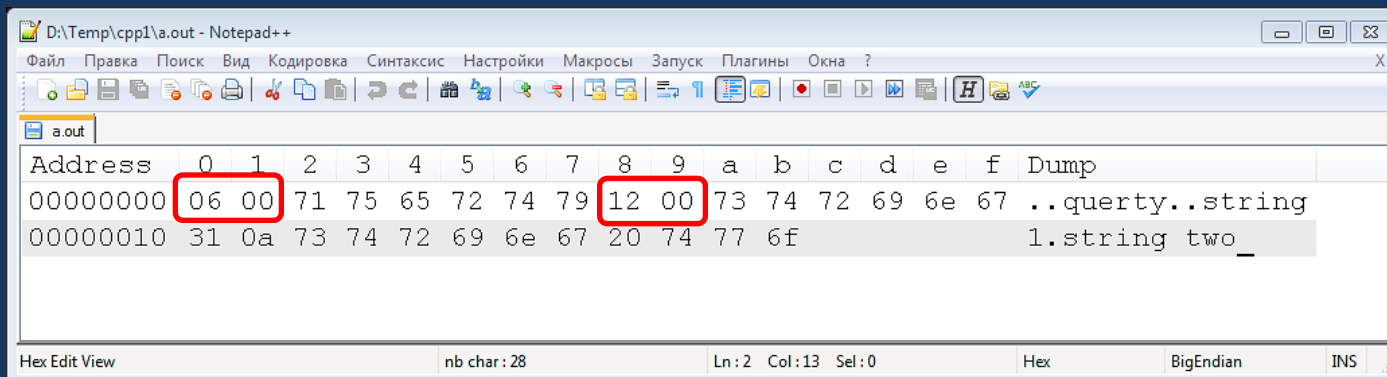 D:\Temp\cpp1\a.out - Notepad++
Файл Правка Поиск Вид Кодировка Синтаксис Настройки Макросы Запуск Плагины Окна ? X
H ABC
a.out
Address 0 1 2 3 4 5 6 7 8 9 a b c d e f Dump
00000000 06 00 71 75 65 72 74 79 12 00 73 74 72 69 6e 67 ..querty..string
00000010 31 0a 73 74 72 69 6e 67 20 74 77 6f 1.string two
Hex Edit View nb char : 28 Ln : 2 Col : 13 Sel : 0 Hex BigEndian INS